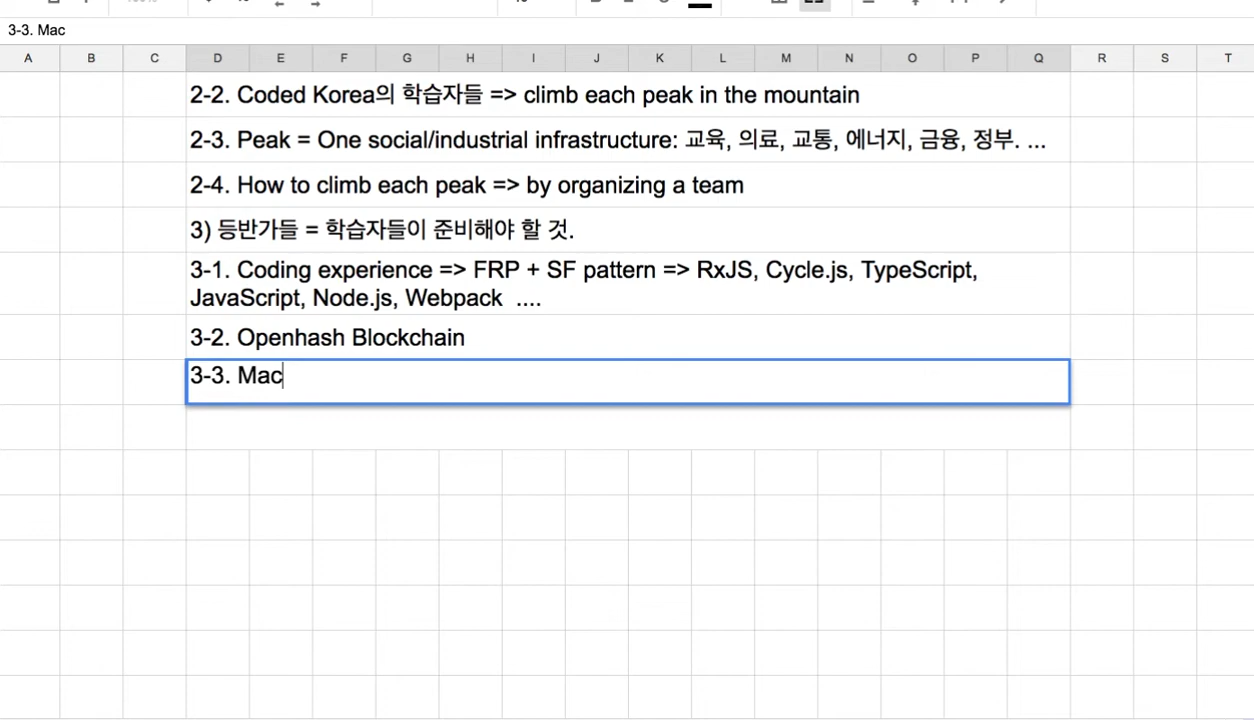 3-3. Mac
A B C D E F G H I J K L M N O P Q R S T
2-2. Coded Korea의 학습자들 => climb each peak in the mountain
2-3. Peak = One social/industrial infrastructure: 교육, 의료, 교통, 에너지, 금융, 정부. ...
2-4. How to climb each peak => by organizing a team
3) 등반가들 = 학습자들이 준비해야 할 것.
3-1. Coding experience => FRP + SF pattern => RxJS, Cycle.js, TypeScript,
JavaScript, Node.js, Webpack ....
3-2. Openhash Blockchain
3-3. Mac